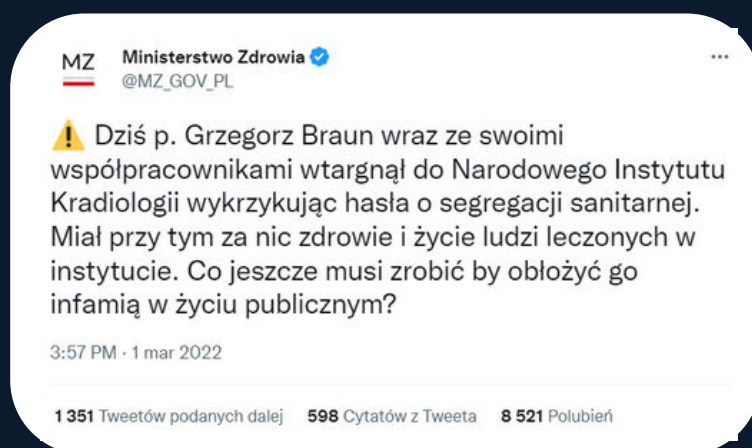 MZ
Ministerstwo Zdrowia
@MZ_GOV_PL
⚠️ Dziś p. Grzegorz Braun wraz ze swoimi
współpracownikami wtargnął do Narodowego Instytutu
Kradiologii wykrzykując hasła o segregacji sanitarnej.
Miał przy tym za nic zdrowie i życie ludzi leczonych w
instytucie. Co jeszcze musi zrobić by obłożyć go
infamią w życiu publicznym?
3:57 PM · 1 mar 2022
1 351 Tweetów podanych dalej 598 Cytatów z Tweeta 8 521 Polubień